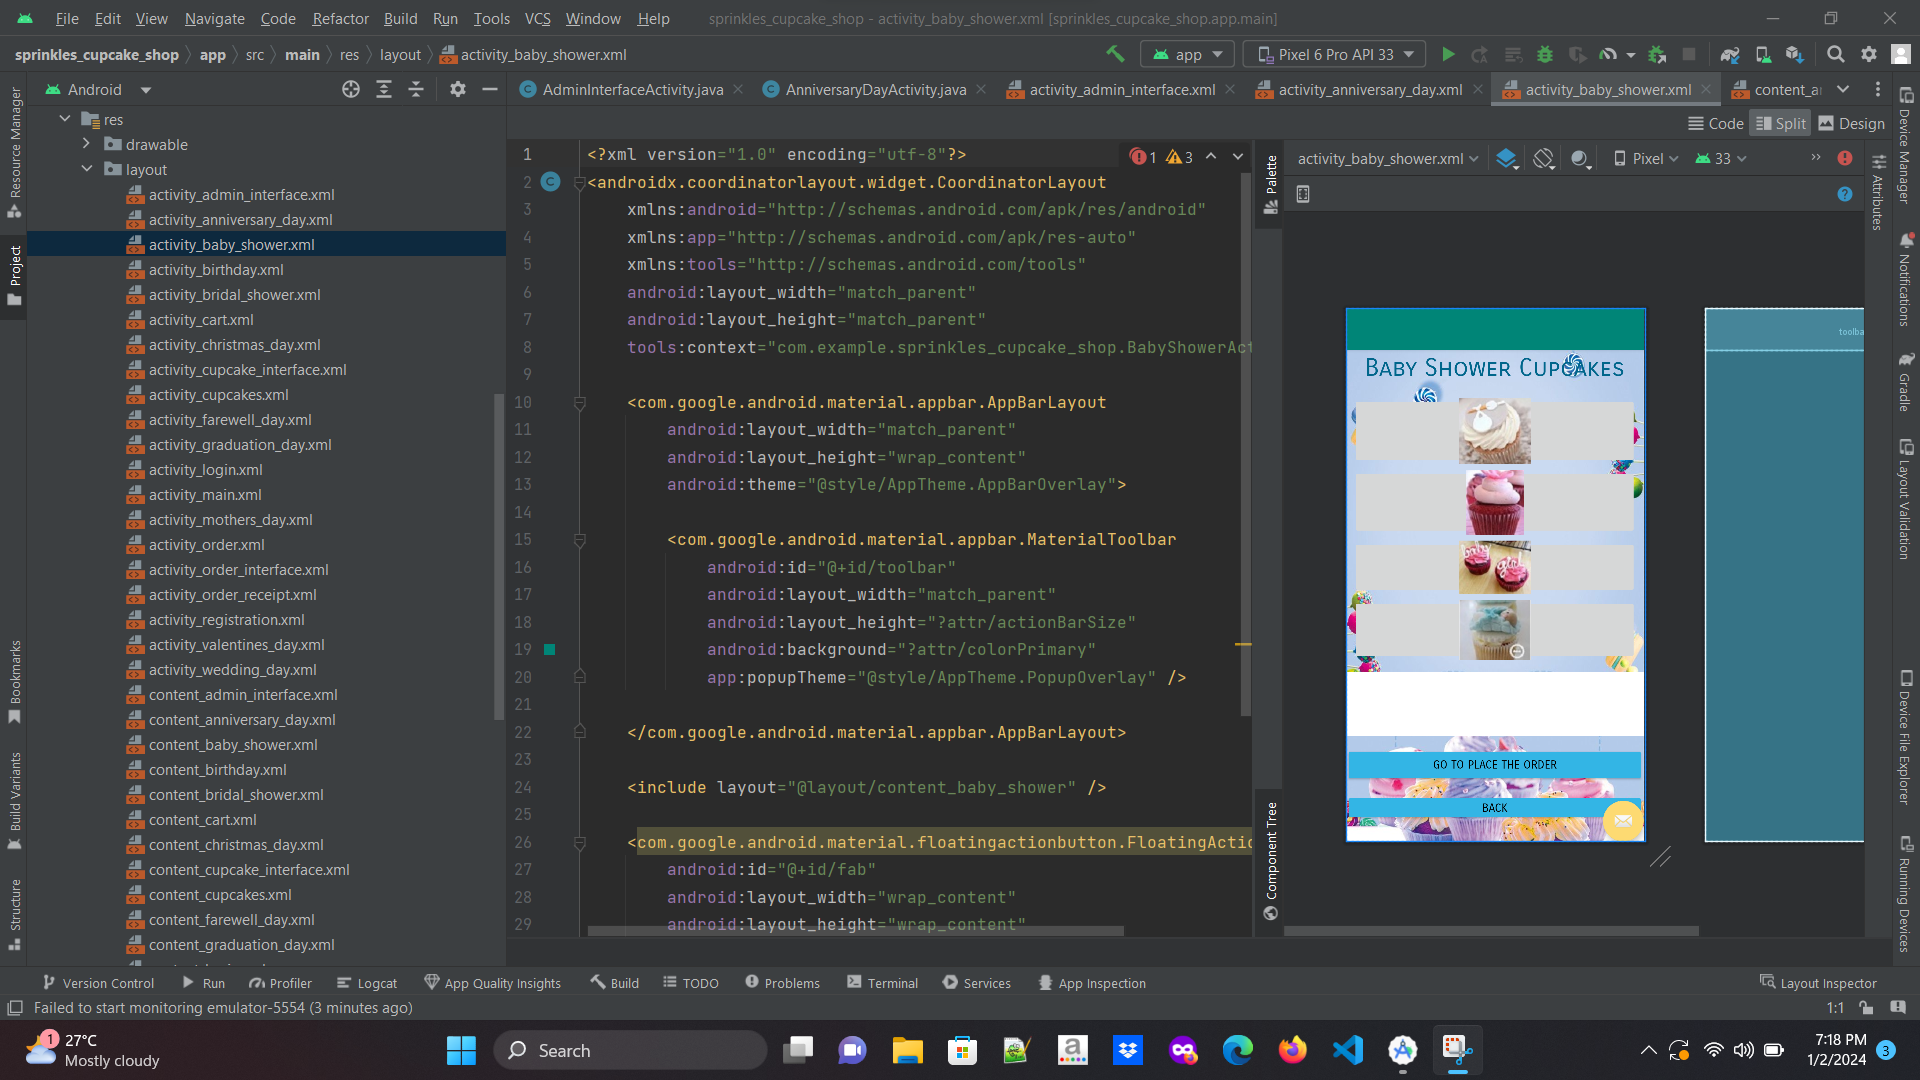 File Edit View Navigate Code Refactor Build Run Tools VCS Window Help sprinkles_cupcake_shop - activity_baby_shower.xml [sprinkles_cupcake_shop.app.main]
sprinkles_cupcake_shop app src main res layout activity_baby_shower.xml app Pixel 6 Pro API 33
Android AdminInterfaceActivity.java AnniversaryDayActivity.java activity_admin_interface.xml activity_anniversary_day.xml activity_baby_shower.xml content_a
Code Split Design
Resource Manager
Project
Bookmarks
Build Variants
Structure
res
drawable
layout
activity_admin_interface.xml
activity_anniversary_day.xml
activity_baby_shower.xml
activity_birthday.xml
activity_bridal_shower.xml
activity_cart.xml
activity_christmas_day.xml
activity_cupcake_interface.xml
activity_cupcakes.xml
activity_farewell_day.xml
activity_graduation_day.xml
activity_login.xml
activity_main.xml
activity_mothers_day.xml
activity_order.xml
activity_order_interface.xml
activity_order_receipt.xml
activity_registration.xml
activity_valentines_day.xml
activity_wedding_day.xml
content_admin_interface.xml
content_anniversary_day.xml
content_baby_shower.xml
content_birthday.xml
content_bridal_shower.xml
content_cart.xml
content_christmas_day.xml
content_cupcake_interface.xml
content_cupcakes.xml
content_farewell_day.xml
content_graduation_day.xml
1 <?xml version="1.0" encoding="utf-8"?> 1 3
2 <androidx.coordinatorlayout.widget.CoordinatorLayout
3 xmlns:android="http://schemas.android.com/apk/res/android"
4 xmlns:app="http://schemas.android.com/apk/res-auto"
5 xmlns:tools="http://schemas.android.com/tools"
6 android:layout_width="match_parent"
7 android:layout_height="match_parent"
8 tools:context="com.example.sprinkles_cupcake_shop.BabyShowerAct
9
10 <com.google.android.material.appbar.AppBarLayout
11 android:layout_width="match_parent"
12 android:layout_height="wrap_content"
13 android:theme="@style/AppTheme.AppBarOverlay">
14
15 <com.google.android.material.appbar.MaterialToolbar
16 android:id="@+id/toolbar"
17 android:layout_width="match_parent"
18 android:layout_height="?attr/actionBarSize"
19 android:background="?attr/colorPrimary"
20 app:popupTheme="@style/AppTheme.PopupOverlay" />
21
22 </com.google.android.material.appbar.AppBarLayout>
23
24 <include layout="@layout/content_baby_shower" />
25
26 <com.google.android.material.floatingactionbutton.FloatingActio
27 android:id="@+id/fab"
28 android:layout_width="wrap_content"
29 android:layout_height="wrap_content"
Palette
Component Tree
activity_baby_shower.xml Pixel 33
toolba
Baby Shower Cupcakes
GO TO PLACE THE ORDER
BACK
Attributes
Device Manager
Notifications
Gradle
Layout Validation
Device File Explorer
Running Devices
Version Control Run Profiler Logcat App Quality Insights Build TODO Problems Terminal Services App Inspection Layout Inspector
Failed to start monitoring emulator-5554 (3 minutes ago) 1:1
1 27°C
Mostly cloudy
Search
a
7:18 PM
1/2/2024
3